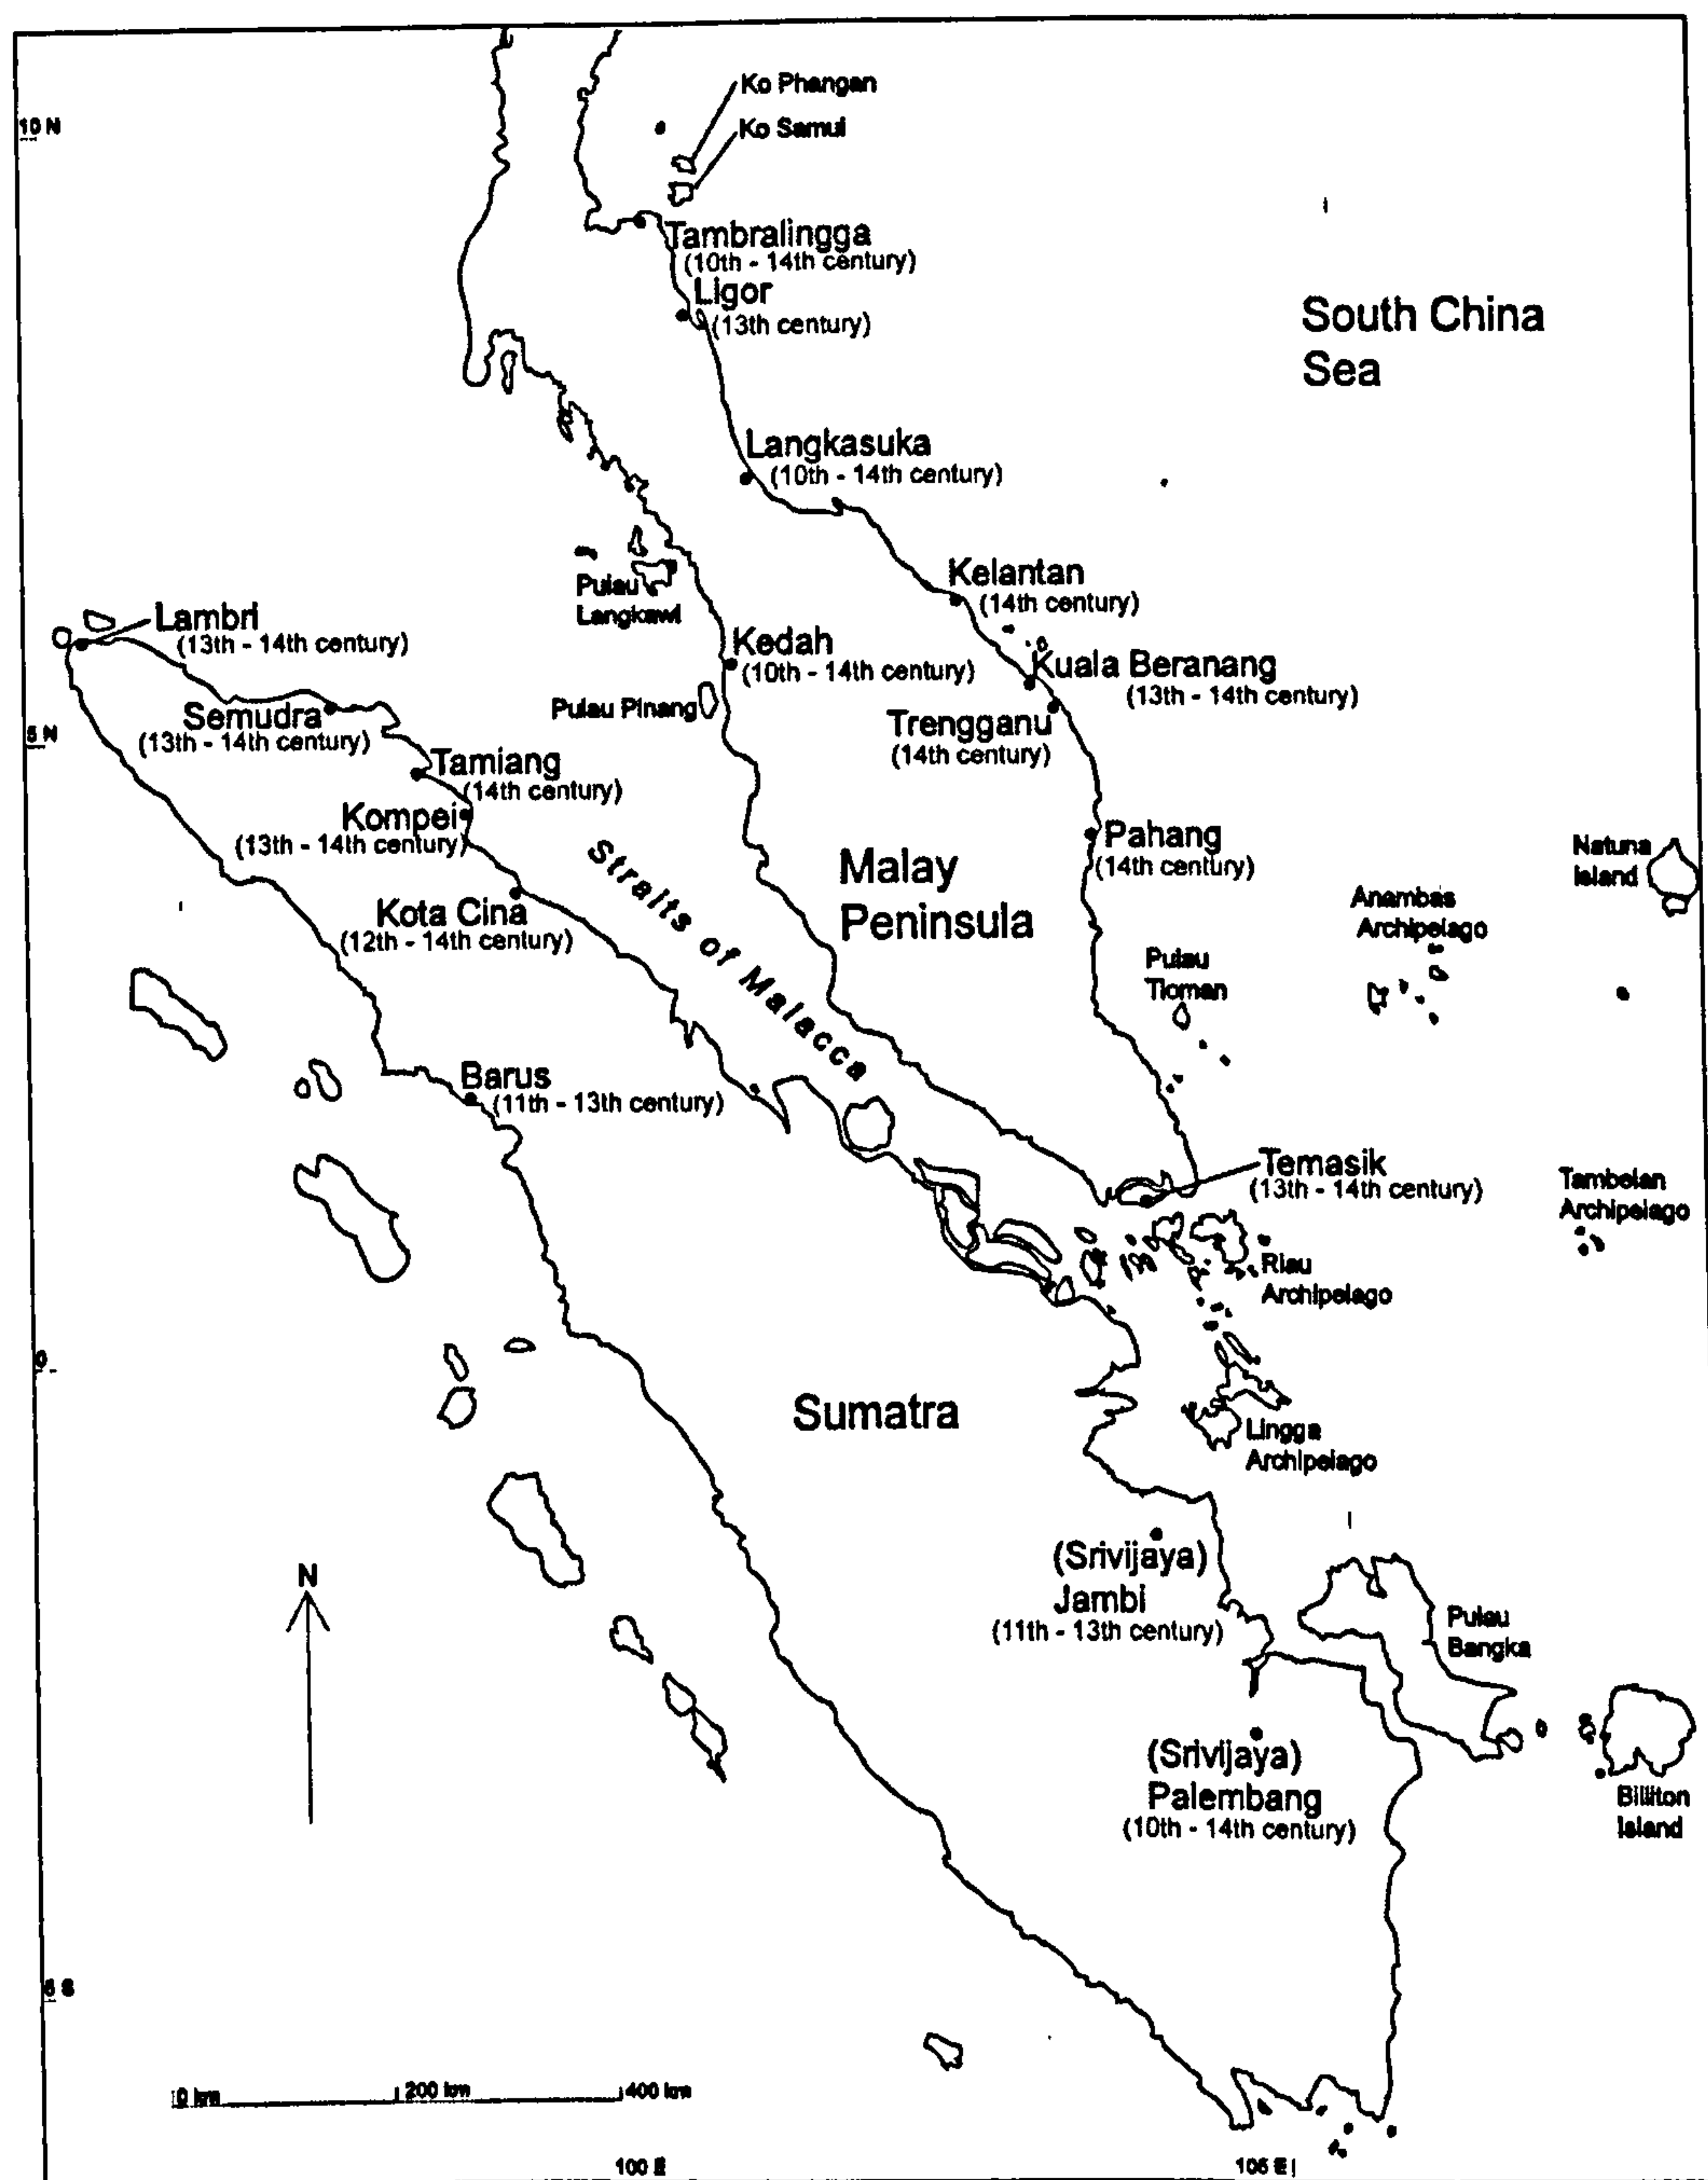 Ko Phangan
10 N
Ko Samui
Tambralingga
(10th - 14th century)
Ligor
(13th century)
South China
Sea
Langkasuka
(10th - 14th century)
Kelantan
(14th century)
Pulau
Langkawi
Lambri
(13th - 14th century)
Kedah
(10th - 14th century)
Kuala Beranang
(13th - 14th century)
Pulau Pinang
Semudra
(13th - 14th century)
Trengganu
(14th century)
5 N
Tamiang
(14th century)
Kompei
(13th - 14th century)
Pahang
(14th century)
Malay
Peninsula
Natuna
Island
Straits of Malacca
Anambas
Archipelago
Kota Cina
(12th - 14th century)
Pulau
Tioman
Barus
(11th - 13th century)
Temasik
(13th - 14th century)
Tambelan
Archipelago
Riau
Archipelago
0
Sumatra
Lingga
Archipelago
(Srivijaya)
Jambi
(11th - 13th century)
N
Pulau
Bangka
(Srivijaya)
Palembang
(10th - 14th century)
Billiton
Island
5 S
0 km 200 km 400 km
100 E 105 E